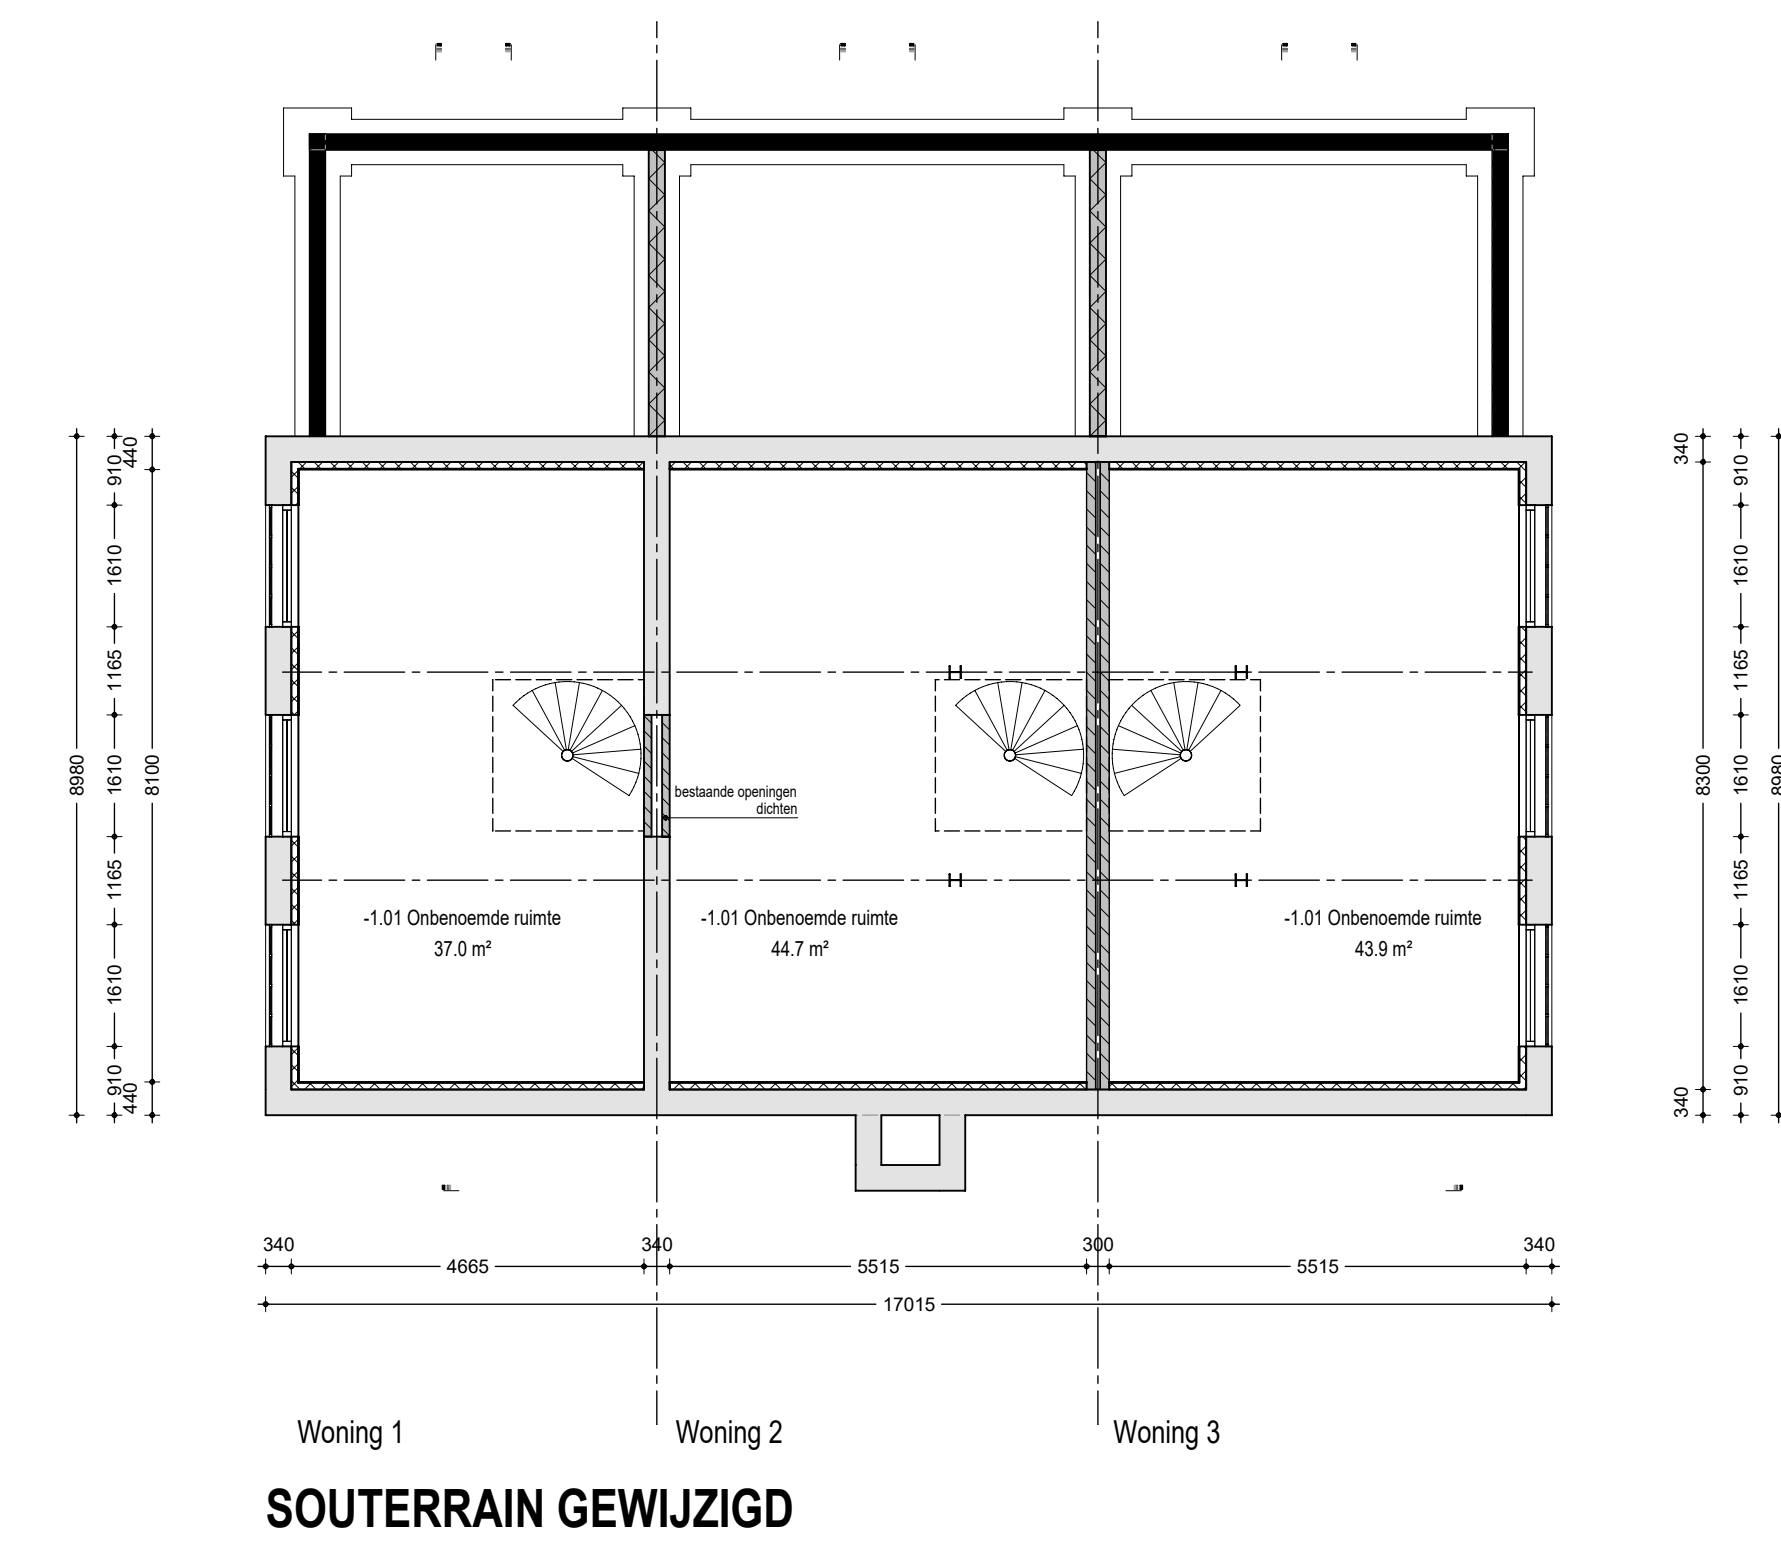 440
910
1610
1165
1610
1165
1610
910
440
8980
8100
340
910
1610
1165
1610
1165
1610
910
340
8300
8980
bestaande openingen
dichten
-1.01 Onbenoemde ruimte
37.0 m²
-1.01 Onbenoemde ruimte
44.7 m²
-1.01 Onbenoemde ruimte
43.9 m²
340 340 300 340
4665 5515 5515
17015
Woning 1 Woning 2 Woning 3
SOUTERRAIN GEWIJZIGD